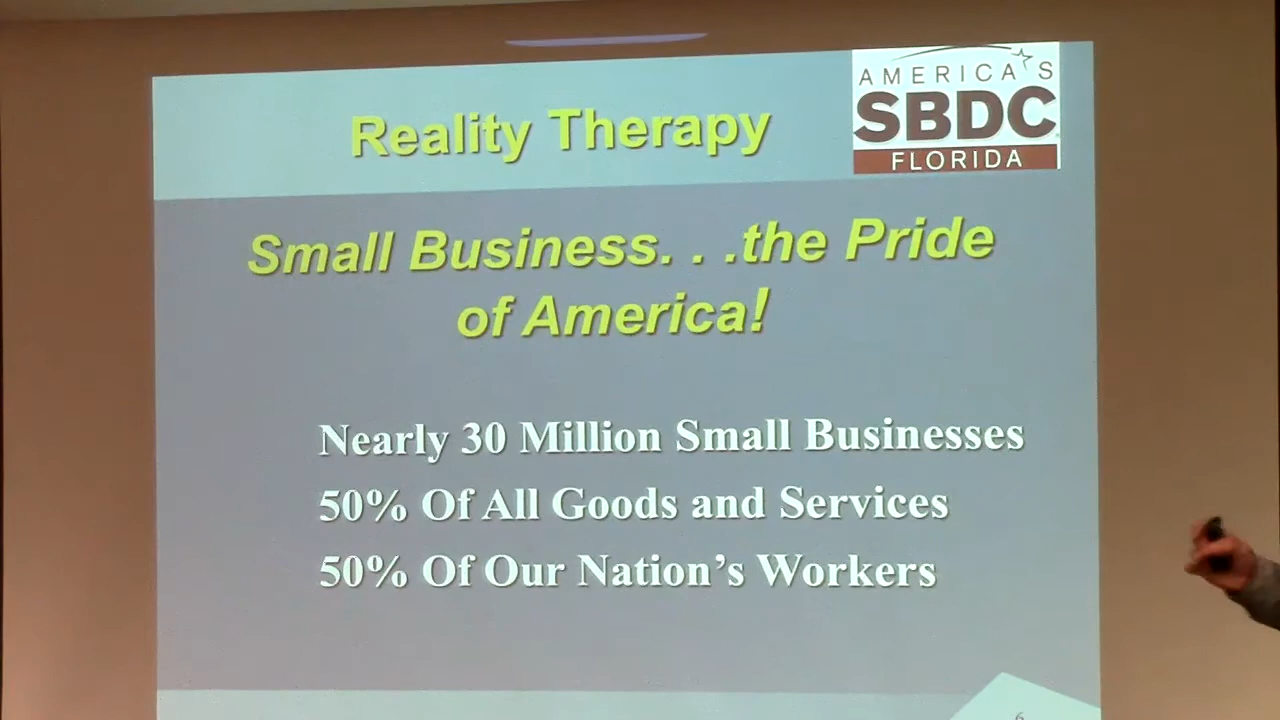 Reality Therapy
AMERICA'S
SBDC
FLORIDA
Small Business. . .the Pride
of America!
Nearly 30 Million Small Businesses
50% Of All Goods and Services
50% Of Our Nation's Workers
6